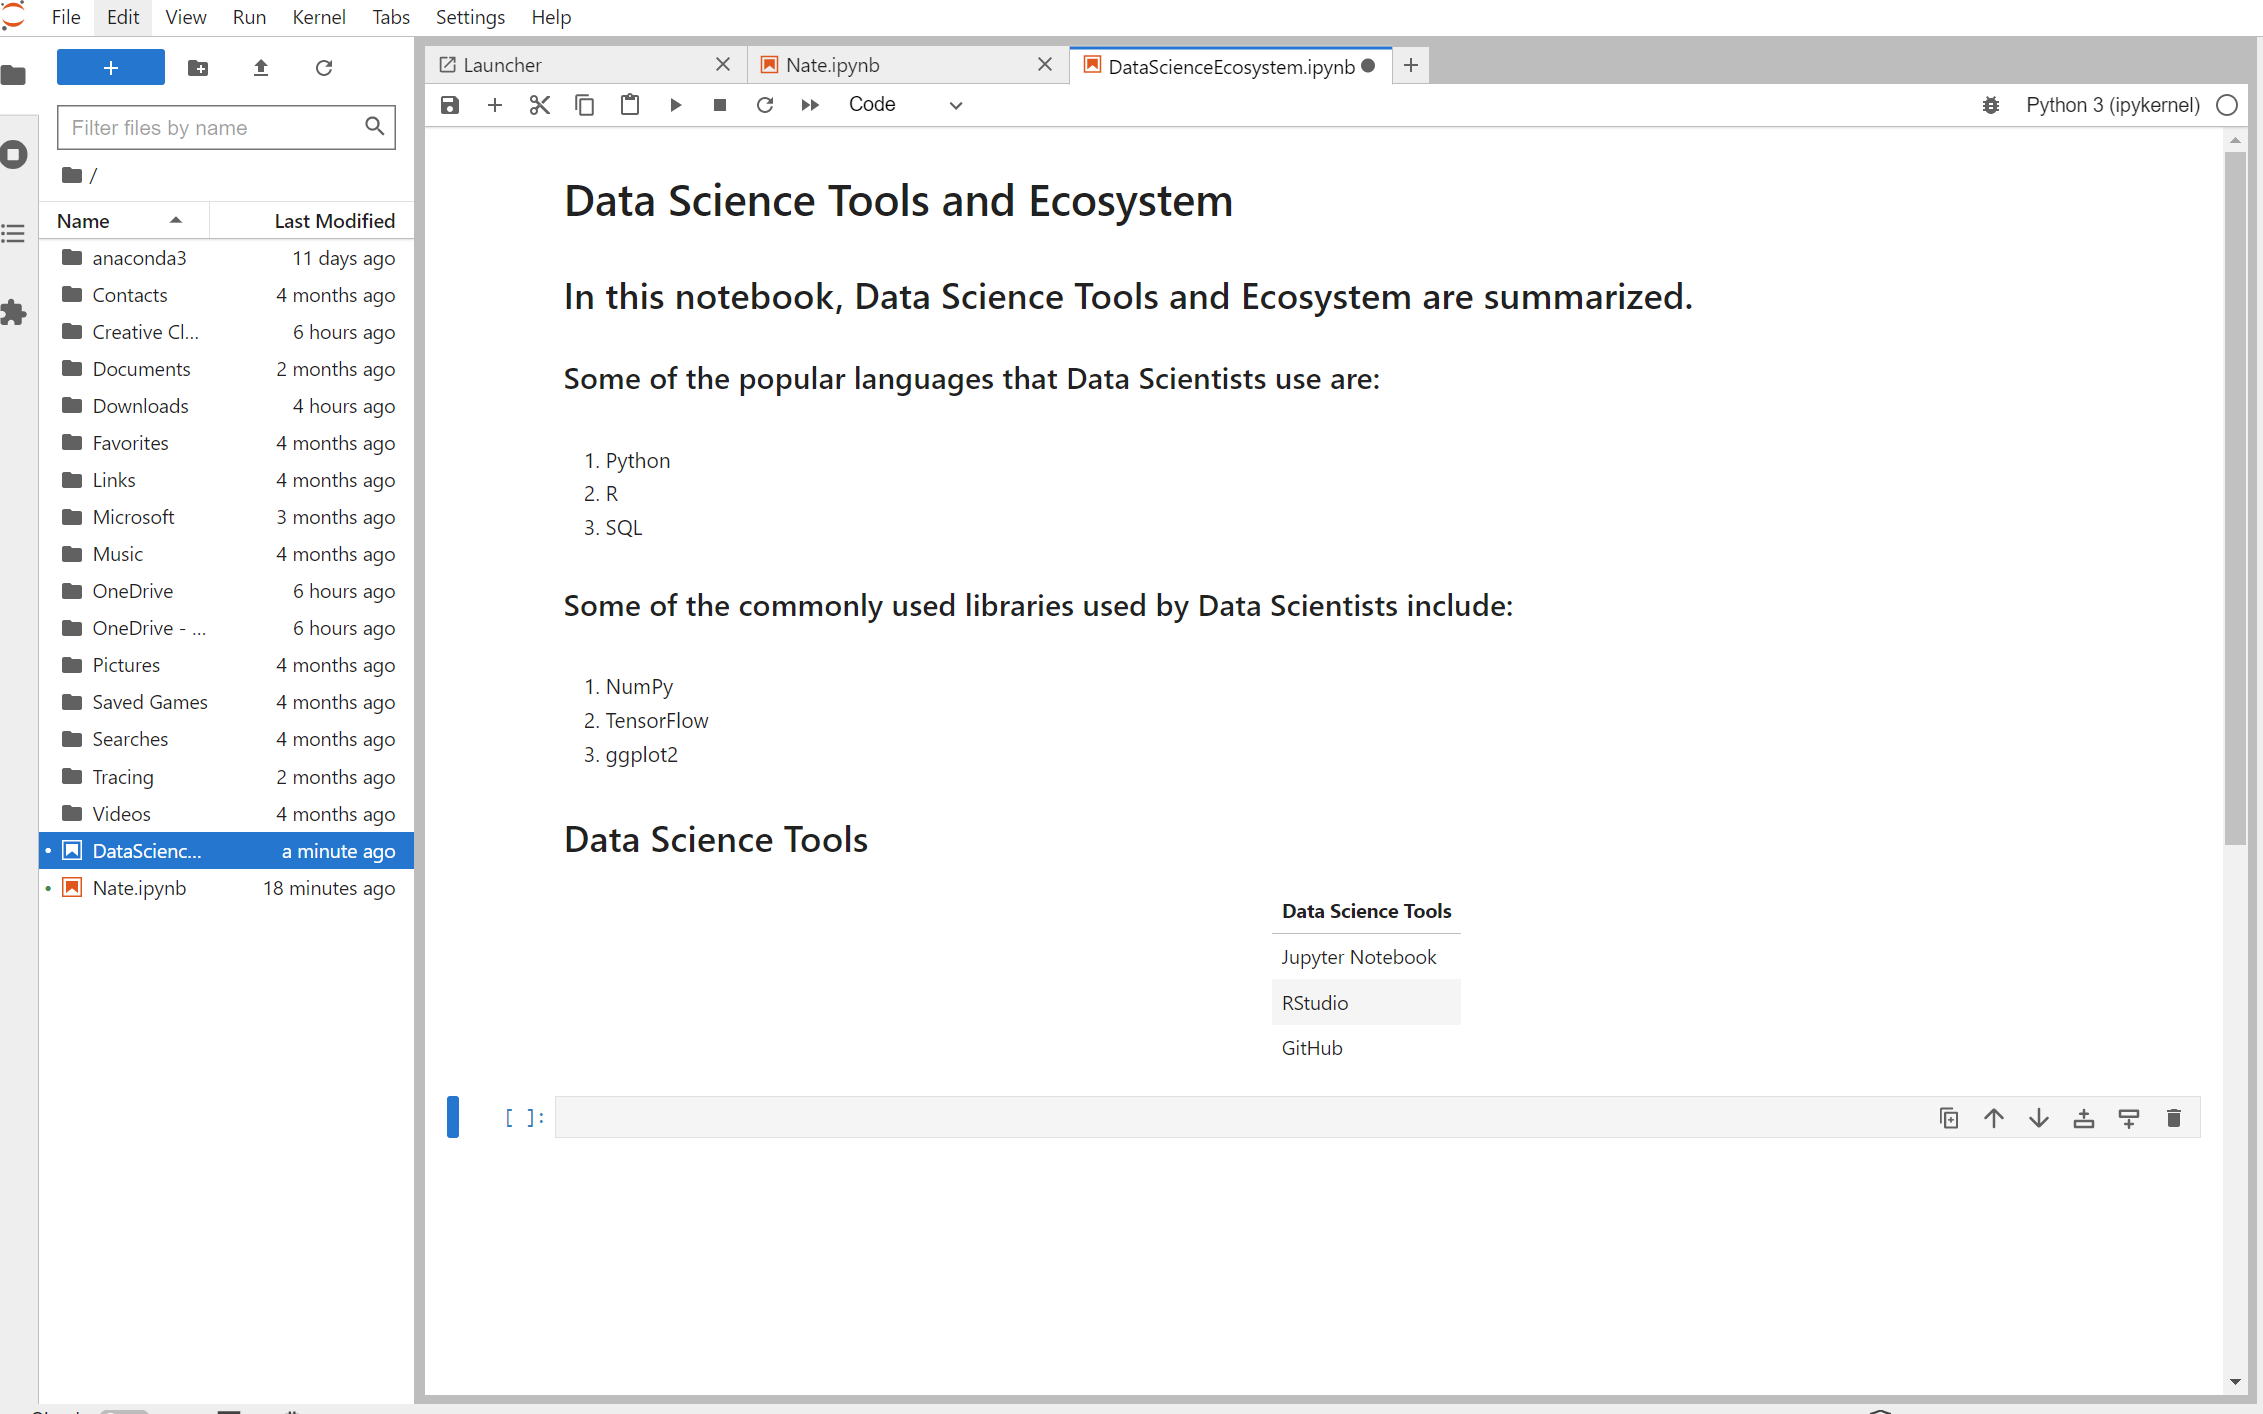 File Edit View Run Kernel Tabs Settings Help
Launcher Nate.ipynb DataScienceEcosystem.ipynb
Code Python 3 (ipykernel)
Filter files by name
/
Name Last Modified
anaconda3 11 days ago
Contacts 4 months ago
Creative Cl... 6 hours ago
Documents 2 months ago
Downloads 4 hours ago
Favorites 4 months ago
Links 4 months ago
Microsoft 3 months ago
Music 4 months ago
OneDrive 6 hours ago
OneDrive - ... 6 hours ago
Pictures 4 months ago
Saved Games 4 months ago
Searches 4 months ago
Tracing 2 months ago
Videos 4 months ago
DataScienc... a minute ago
Nate.ipynb 18 minutes ago
Data Science Tools and Ecosystem
In this notebook, Data Science Tools and Ecosystem are summarized.
Some of the popular languages that Data Scientists use are:
1. Python
2. R
3. SQL
Some of the commonly used libraries used by Data Scientists include:
1. NumPy
2. TensorFlow
3. ggplot2
Data Science Tools
Data Science Tools
Jupyter Notebook
RStudio
GitHub
[ ]: